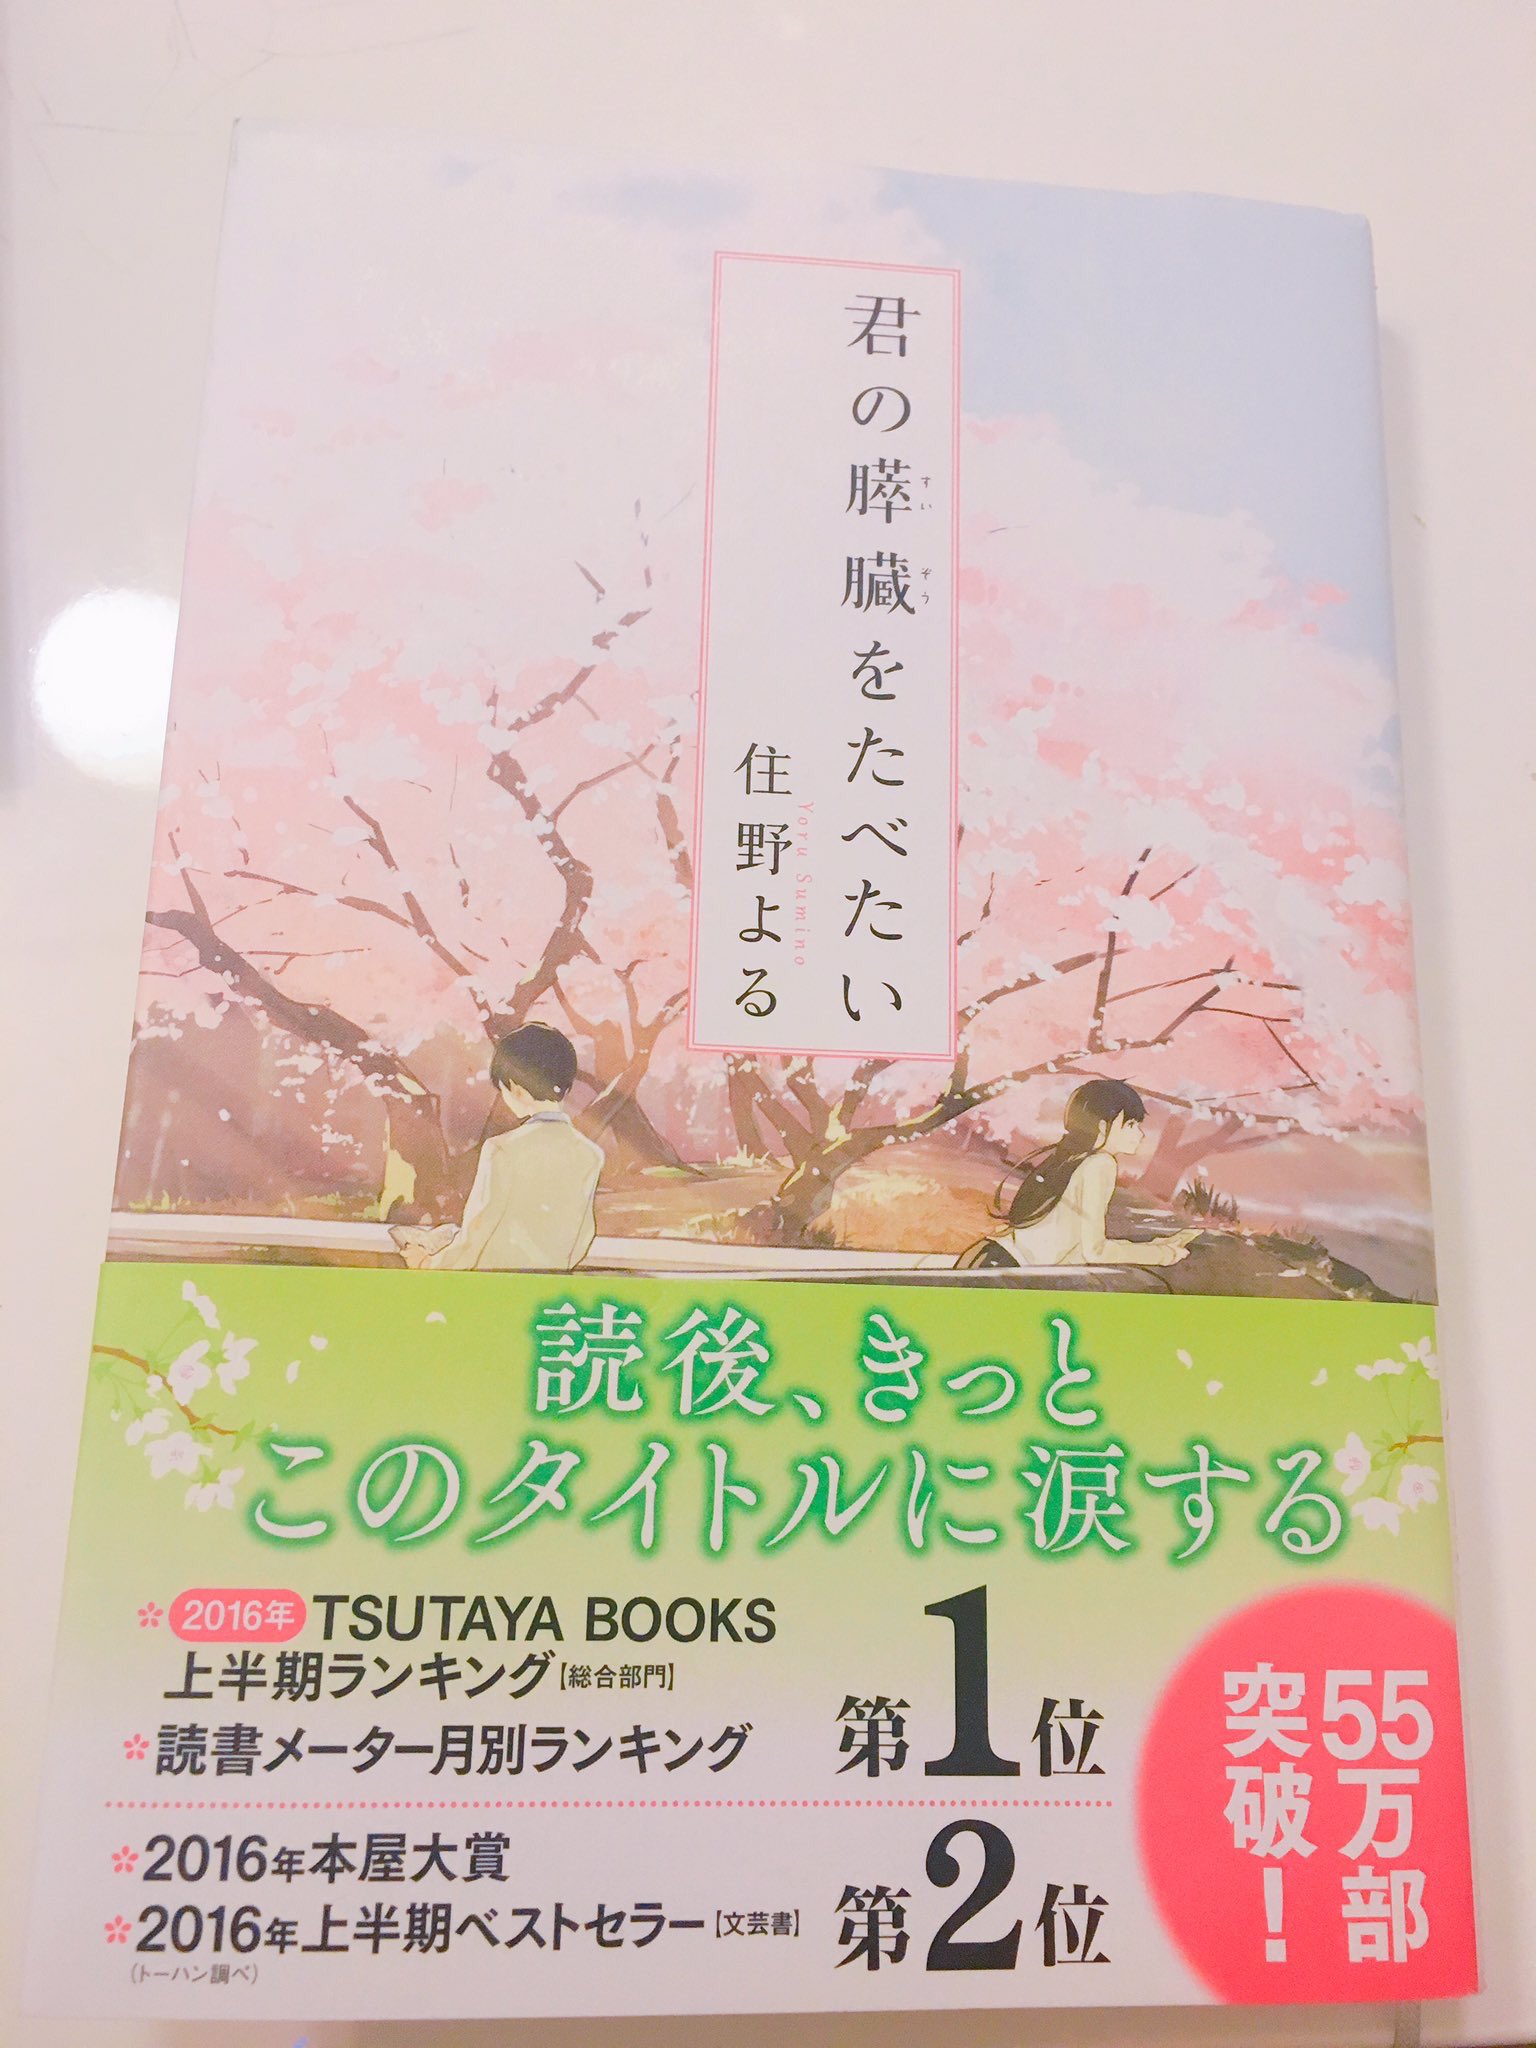 君の膵臓をたべたい
すい
ぞう
住野よる
Yoru Sumino
読後、きっと
このタイトルに涙する
2016年 TSUTAYA BOOKS
上半期ランキング【総合部門】
読書メーター月別ランキング
第1位
2016年本屋大賞
2016年上半期ベストセラー【文芸書】
(トーハン調べ)
第2位
55万部
突破!